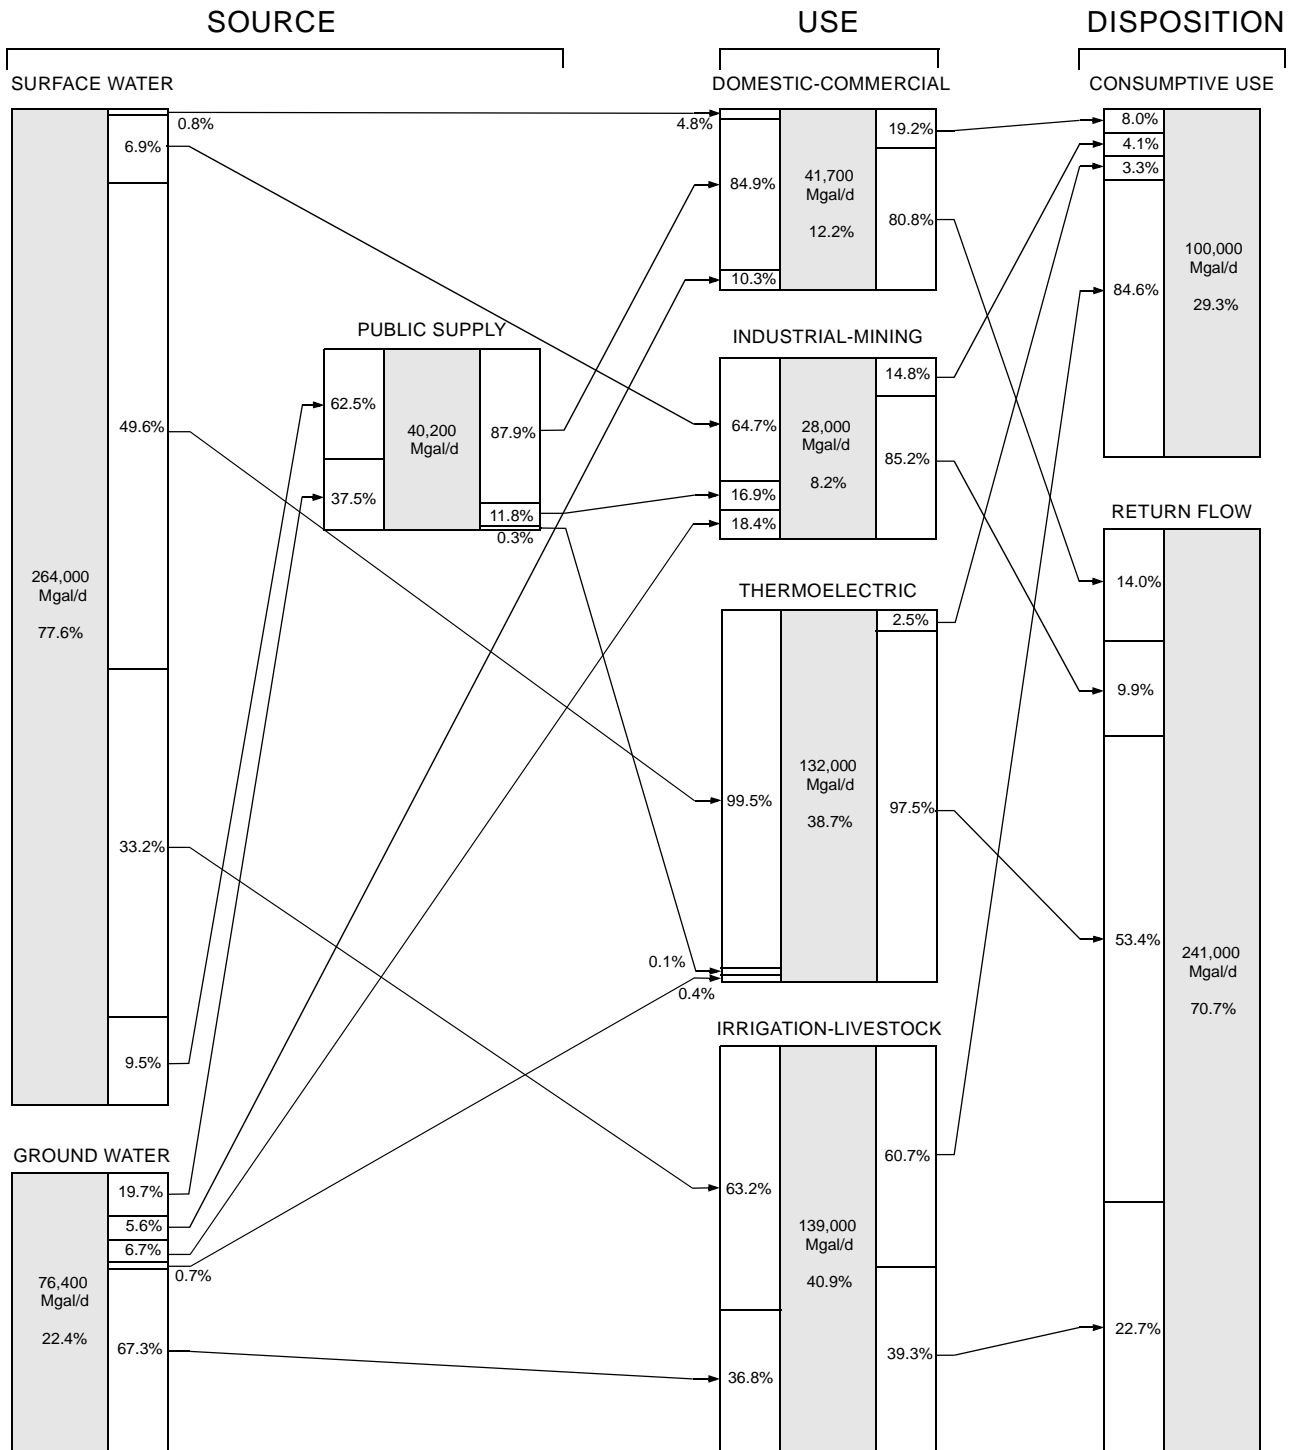 SOURCE
USE
DISPOSITION
SURFACE WATER
0.8%
6.9%
49.6%
264,000
Mgal/d
77.6%
33.2%
9.5%
GROUND WATER
19.7%
5.6%
6.7%
0.7%
76,400
Mgal/d
22.4%
67.3%
PUBLIC SUPPLY
62.5%
37.5%
40,200
Mgal/d
87.9%
11.8%
0.3%
DOMESTIC-COMMERCIAL
4.8%
84.9%
10.3%
41,700
Mgal/d
12.2%
19.2%
80.8%
INDUSTRIAL-MINING
64.7%
16.9%
18.4%
28,000
Mgal/d
8.2%
14.8%
85.2%
THERMOELECTRIC
99.5%
0.1%
0.4%
132,000
Mgal/d
38.7%
2.5%
97.5%
IRRIGATION-LIVESTOCK
63.2%
36.8%
139,000
Mgal/d
40.9%
60.7%
39.3%
CONSUMPTIVE USE
8.0%
4.1%
3.3%
84.6%
100,000
Mgal/d
29.3%
RETURN FLOW
14.0%
9.9%
53.4%
22.7%
241,000
Mgal/d
70.7%